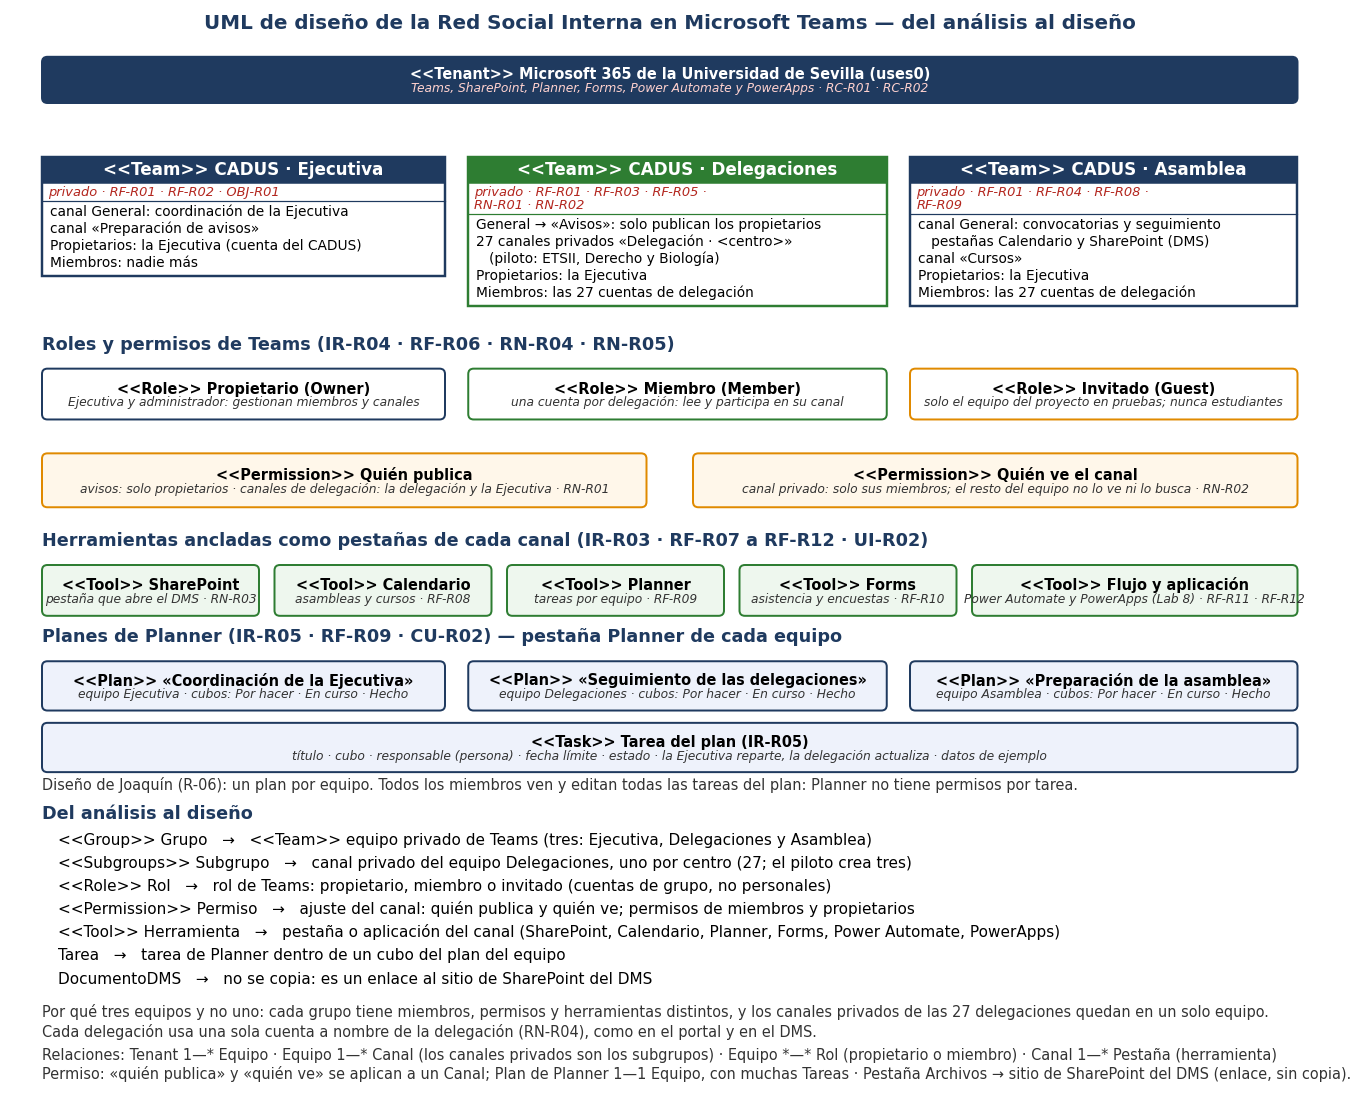 UML de diseño de la Red Social Interna en Microsoft Teams — del análisis al diseño
<<Tenant>> Microsoft 365 de la Universidad de Sevilla (uses0)
Teams, SharePoint, Planner, Forms, Power Automate y PowerApps · RC-R01 · RC-R02
<<Team>> CADUS · Ejecutiva
privado · RF-R01 · RF-R02 · OBJ-R01
canal General: coordinación de la Ejecutiva
canal «Preparación de avisos»
Propietarios: la Ejecutiva (cuenta del CADUS)
Miembros: nadie más
<<Team>> CADUS · Delegaciones
privado · RF-R01 · RF-R03 · RF-R05 ·
RN-R01 · RN-R02
General → «Avisos»: solo publican los propietarios
27 canales privados «Delegación · <centro>»
(piloto: ETSII, Derecho y Biología)
Propietarios: la Ejecutiva
Miembros: las 27 cuentas de delegación
<<Team>> CADUS · Asamblea
privado · RF-R01 · RF-R04 · RF-R08 ·
RF-R09
canal General: convocatorias y seguimiento
pestañas Calendario y SharePoint (DMS)
canal «Cursos»
Propietarios: la Ejecutiva
Miembros: las 27 cuentas de delegación
Roles y permisos de Teams (IR-R04 · RF-R06 · RN-R04 · RN-R05)
<<Role>> Propietario (Owner)
Ejecutiva y administrador: gestionan miembros y canales
<<Role>> Miembro (Member)
una cuenta por delegación: lee y participa en su canal
<<Role>> Invitado (Guest)
solo el equipo del proyecto en pruebas; nunca estudiantes
<<Permission>> Quién publica
avisos: solo propietarios · canales de delegación: la delegación y la Ejecutiva · RN-R01
<<Permission>> Quién ve el canal
canal privado: solo sus miembros; el resto del equipo no lo ve ni lo busca · RN-R02
Herramientas ancladas como pestañas de cada canal (IR-R03 · RF-R07 a RF-R12 · UI-R02)
<<Tool>> SharePoint
pestaña que abre el DMS · RN-R03
<<Tool>> Calendario
asambleas y cursos · RF-R08
<<Tool>> Planner
tareas por equipo · RF-R09
<<Tool>> Forms
asistencia y encuestas · RF-R10
<<Tool>> Flujo y aplicación
Power Automate y PowerApps (Lab 8) · RF-R11 · RF-R12
Planes de Planner (IR-R05 · RF-R09 · CU-R02) — pestaña Planner de cada equipo
<<Plan>> «Coordinación de la Ejecutiva»
equipo Ejecutiva · cubos: Por hacer · En curso · Hecho
<<Plan>> «Seguimiento de las delegaciones»
equipo Delegaciones · cubos: Por hacer · En curso · Hecho
<<Plan>> «Preparación de la asamblea»
equipo Asamblea · cubos: Por hacer · En curso · Hecho
<<Task>> Tarea del plan (IR-R05)
título · cubo · responsable (persona) · fecha límite · estado · la Ejecutiva reparte, la delegación actualiza · datos de ejemplo
Diseño de Joaquín (R-06): un plan por equipo. Todos los miembros ven y editan todas las tareas del plan: Planner no tiene permisos por tarea.
Del análisis al diseño
<<Group>> Grupo → <<Team>> equipo privado de Teams (tres: Ejecutiva, Delegaciones y Asamblea)
<<Subgroups>> Subgrupo → canal privado del equipo Delegaciones, uno por centro (27; el piloto crea tres)
<<Role>> Rol → rol de Teams: propietario, miembro o invitado (cuentas de grupo, no personales)
<<Permission>> Permiso → ajuste del canal: quién publica y quién ve; permisos de miembros y propietarios
<<Tool>> Herramienta → pestaña o aplicación del canal (SharePoint, Calendario, Planner, Forms, Power Automate, PowerApps)
Tarea → tarea de Planner dentro de un cubo del plan del equipo
DocumentoDMS → no se copia: es un enlace al sitio de SharePoint del DMS
Por qué tres equipos y no uno: cada grupo tiene miembros, permisos y herramientas distintos, y los canales privados de las 27 delegaciones quedan en un solo equipo.
Cada delegación usa una sola cuenta a nombre de la delegación (RN-R04), como en el portal y en el DMS.
Relaciones: Tenant 1—* Equipo · Equipo 1—* Canal (los canales privados son los subgrupos) · Equipo *—* Rol (propietario o miembro) · Canal 1—* Pestaña (herramienta)
Permiso: «quién publica» y «quién ve» se aplican a un Canal; Plan de Planner 1—1 Equipo, con muchas Tareas · Pestaña Archivos → sitio de SharePoint del DMS (enlace, sin copia).